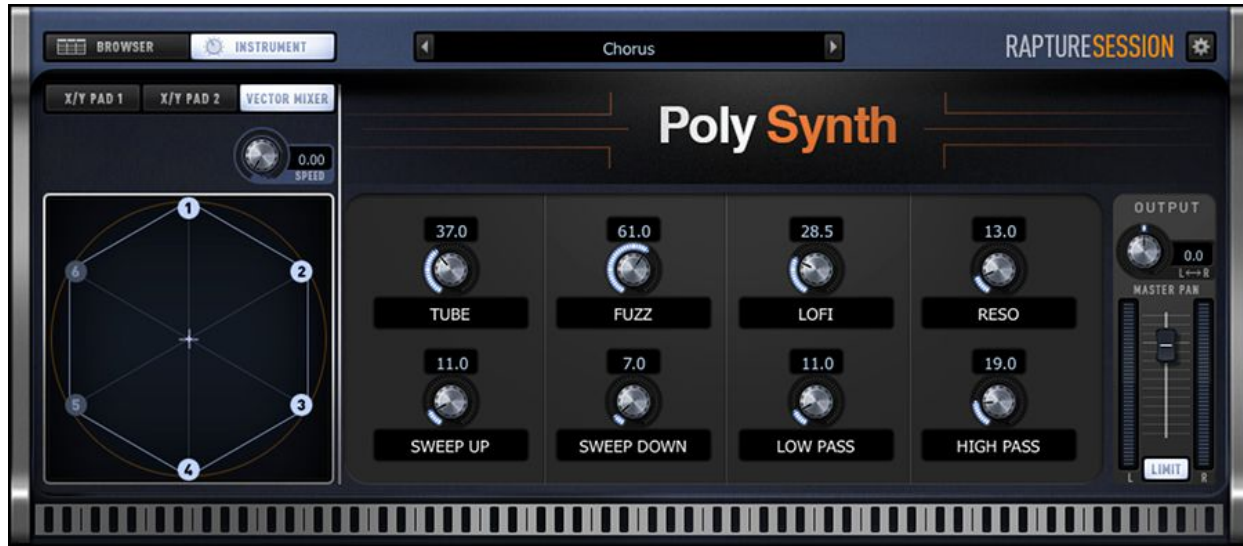 BROWSER
INSTRUMENT
Chorus
RAPTURESESSION
X/Y PAD 1
X/Y PAD 2
VECTOR MIXER
Poly Synth
0.00
SPEED
1
6
2
5
3
4
37.0
61.0
28.5
13.0
TUBE
FUZZ
LOFI
RESO
11.0
7.0
11.0
19.0
SWEEP UP
SWEEP DOWN
LOW PASS
HIGH PASS
OUTPUT
0.0
L↔R
MASTER PAN
L
LIMIT
R